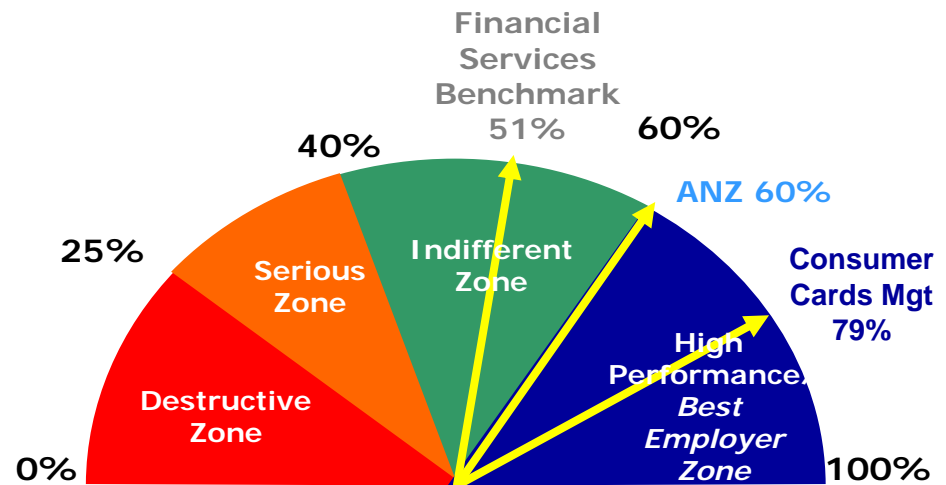 Financial
Services
Benchmark
51%
60%
40%
ANZ 60%
25%
Indifferent
Zone
Serious
Zone
Consumer
Cards Mgt
79%
High
Performance/
Best
Employer
Zone
Destructive
Zone
0%
100%